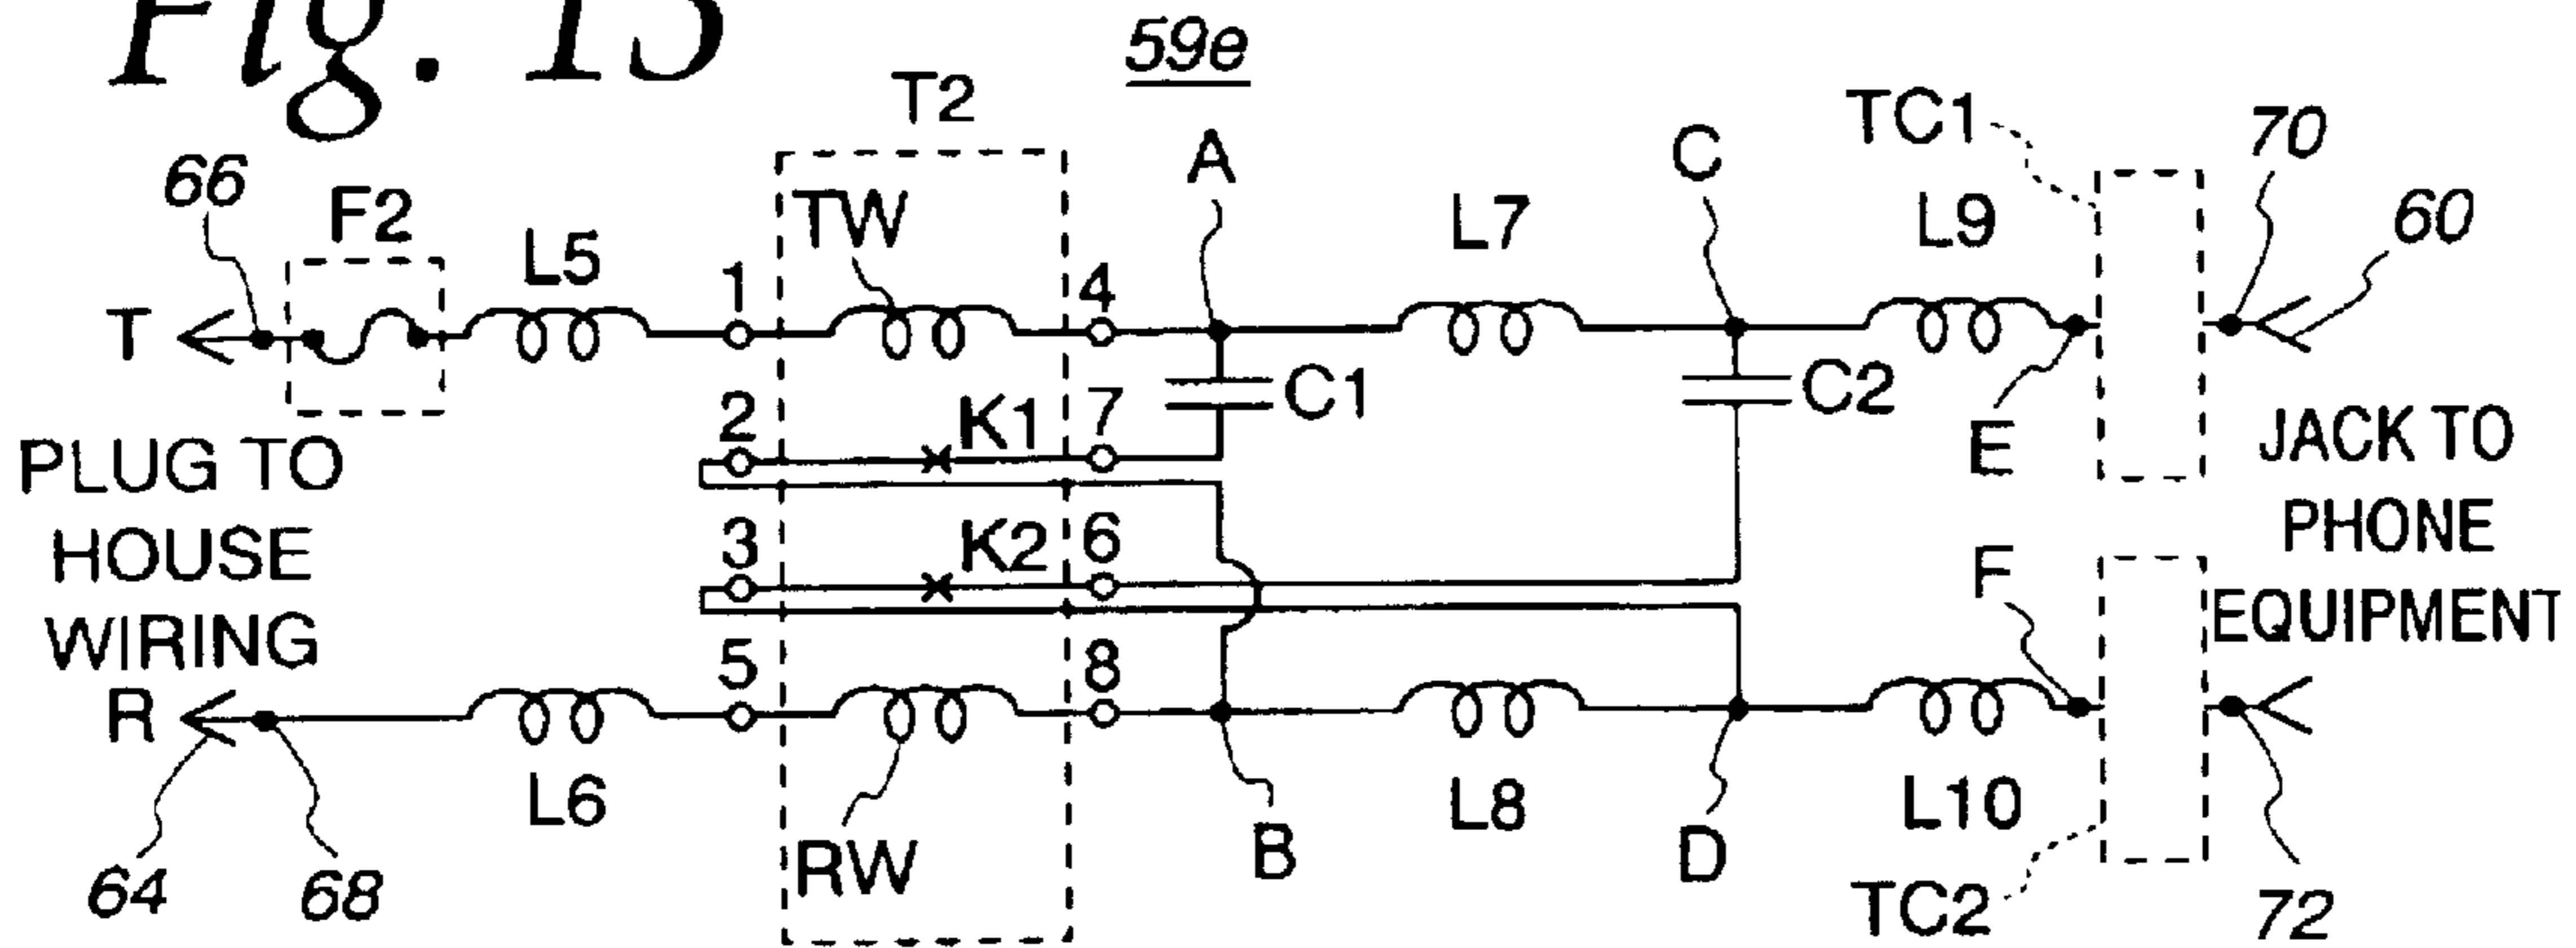 Fig. 13
59e
T2
TC1
70
66
F2
TW
A
C
L9
60
L5
1
4
L7
T
2
K1
7
C1
C2
E
PLUG TO
HOUSE
WIRING
JACK TO
PHONE
EQUIPMENT
3
K2
6
F
5
8
R
L6
RW
B
L8
D
L10
TC2
64
68
72